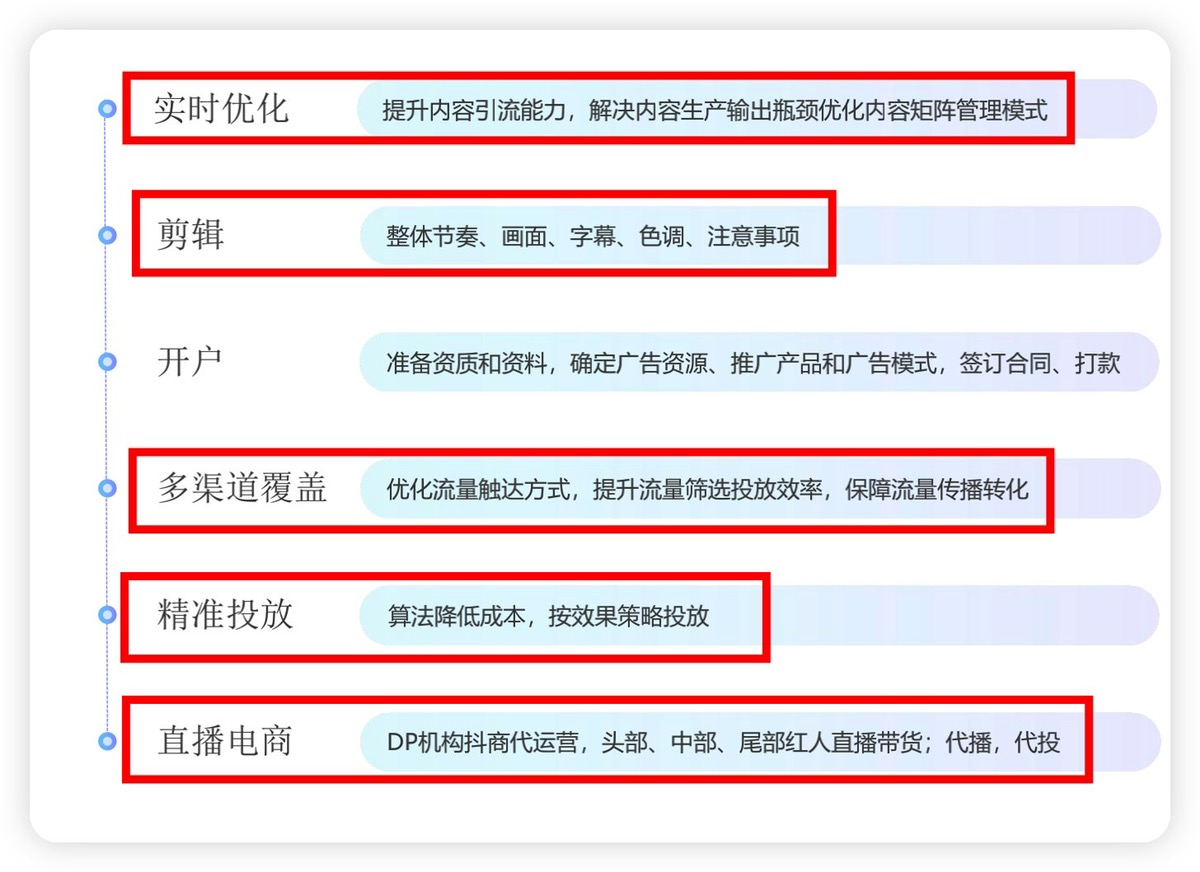 实时优化 提升内容引流能力，解决内容生产输出瓶颈优化内容矩阵管理模式
剪辑 整体节奏、画面、字幕、色调、注意事项
开户 准备资质和资料，确定广告资源、推广产品和广告模式，签订合同、打款
多渠道覆盖 优化流量触达方式，提升流量筛选投放效率，保障流量传播转化
精准投放 算法降低成本，按效果策略投放
直播电商 DP机构抖商代运营，头部、中部、尾部红人直播带货；代播，代投